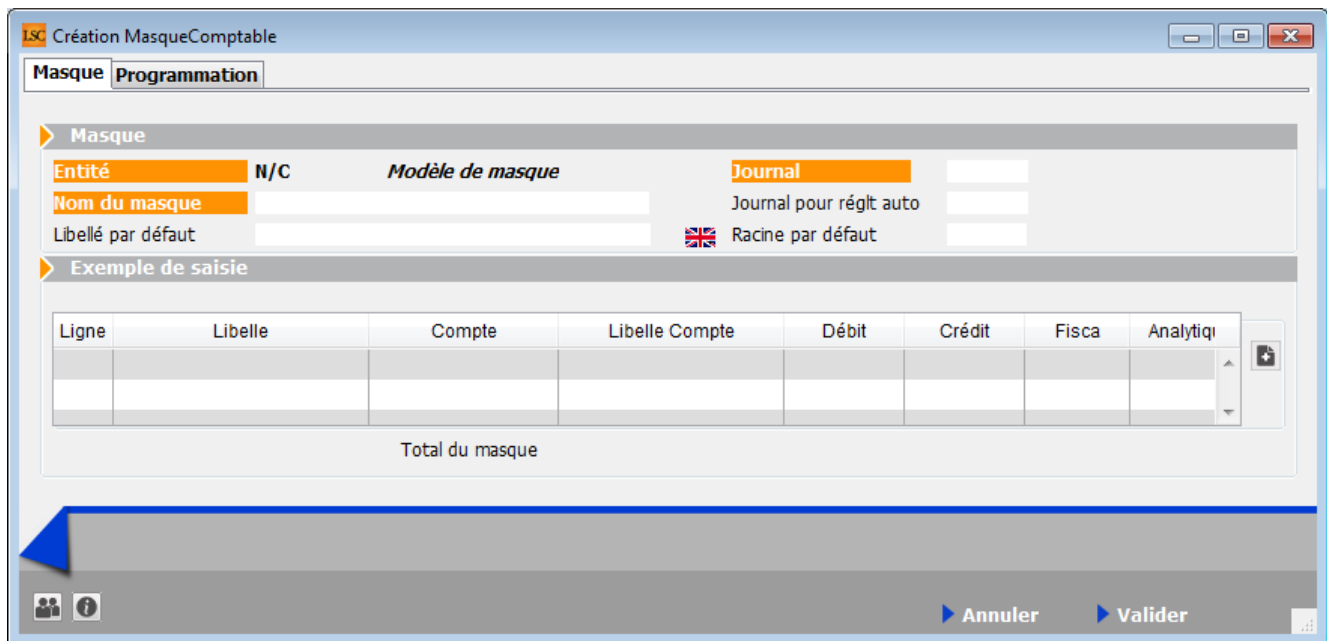 LSC Création MasqueComptable
Masque Programmation
Masque
Entité N/C Modèle de masque Journal
Nom du masque Journal pour réglt auto
Libellé par défaut Racine par défaut
Exemple de saisie
Ligne Libelle Compte Libelle Compte Débit Crédit Fisca Analytiqu
Total du masque
Annuler Valider